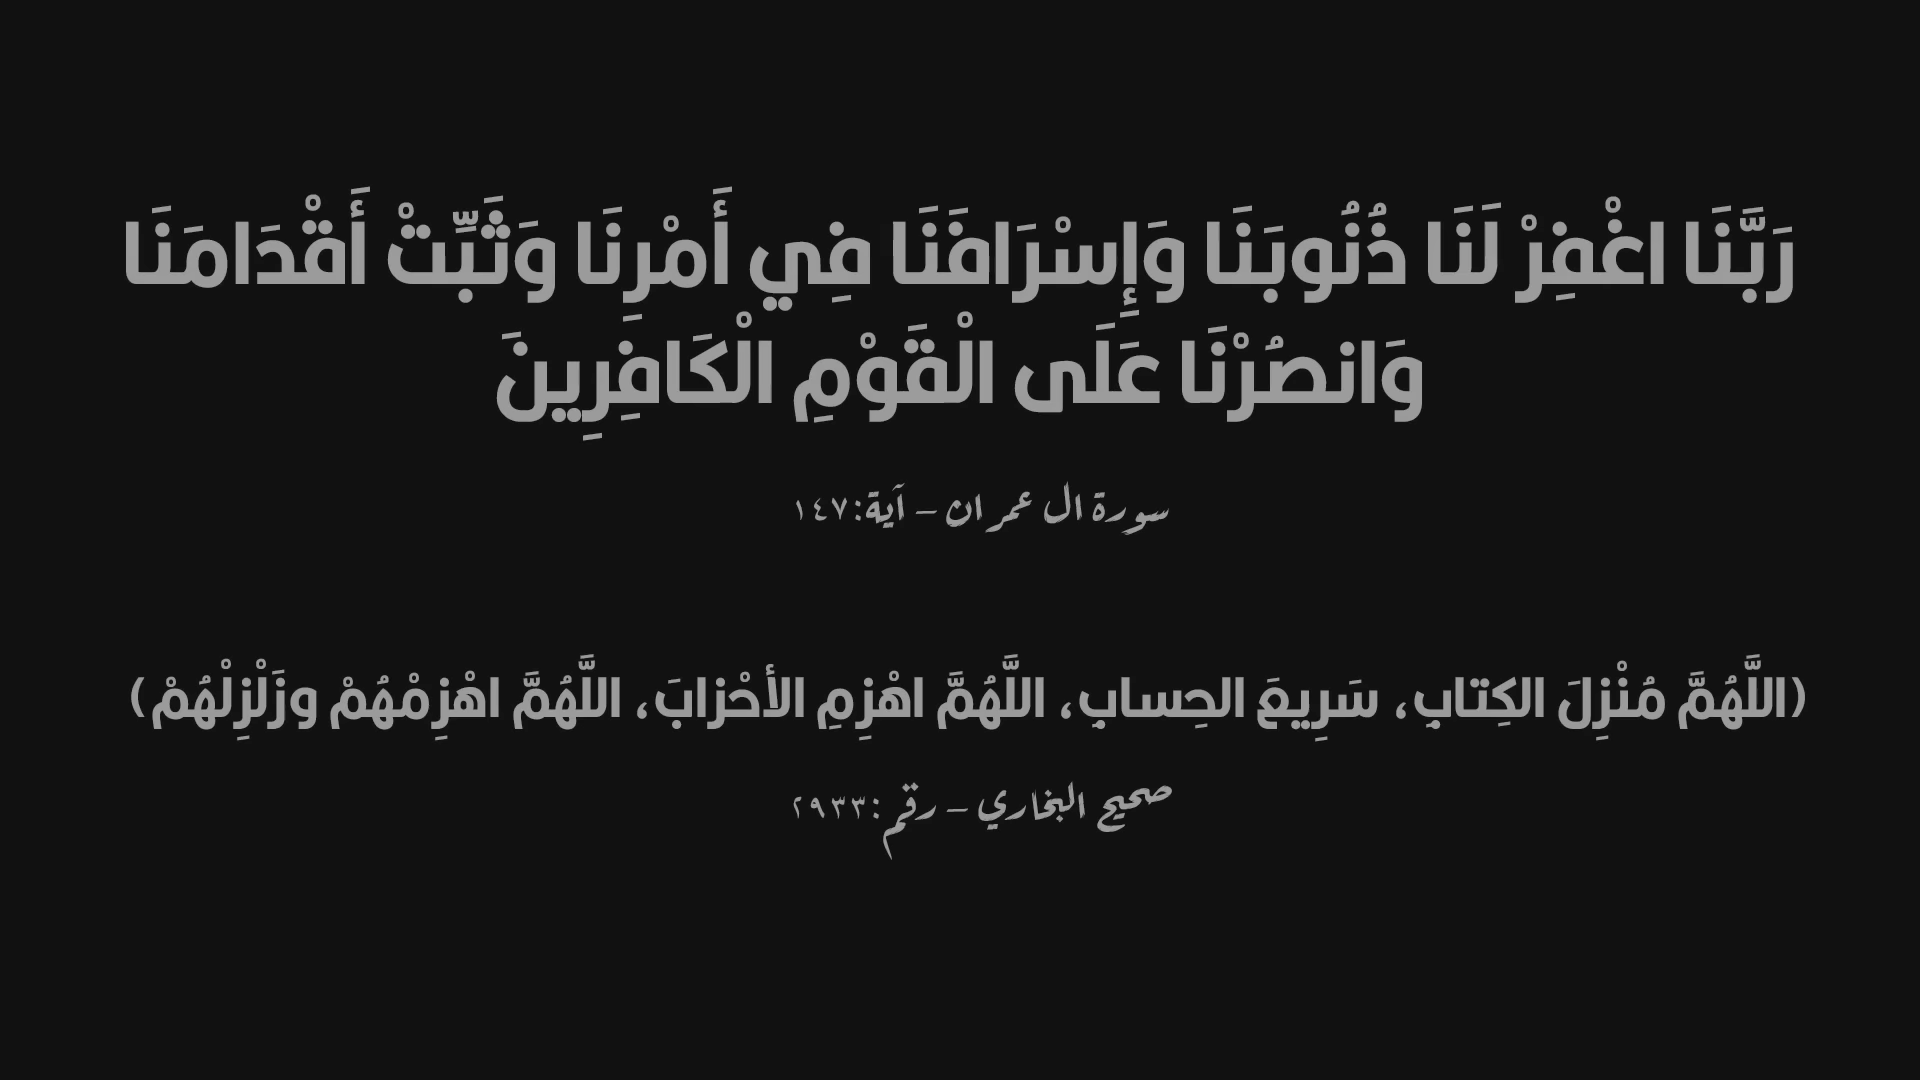 رَبَّنَا اغْفِرْ لَنَا ذُنُوبَنَا وَإِسْرَافَنَا فِي أَمْرِنَا وَثَبِّتْ أَقْدَامَنَا
وَانصُرْنَا عَلَى الْقَوْمِ الْكَافِرِينَ
سورة ال عمران – آية:١٤٧
(اللَّهُمَّ مُنْزِلَ الكِتابِ، سَرِيعَ الحِسابِ، اللَّهُمَّ اهْزِمِ الأحْزابَ، اللَّهُمَّ اهْزِمْهُمْ وزَلْزِلْهُمْ)
صحيح البخاري – رقم:٢٩٣٣